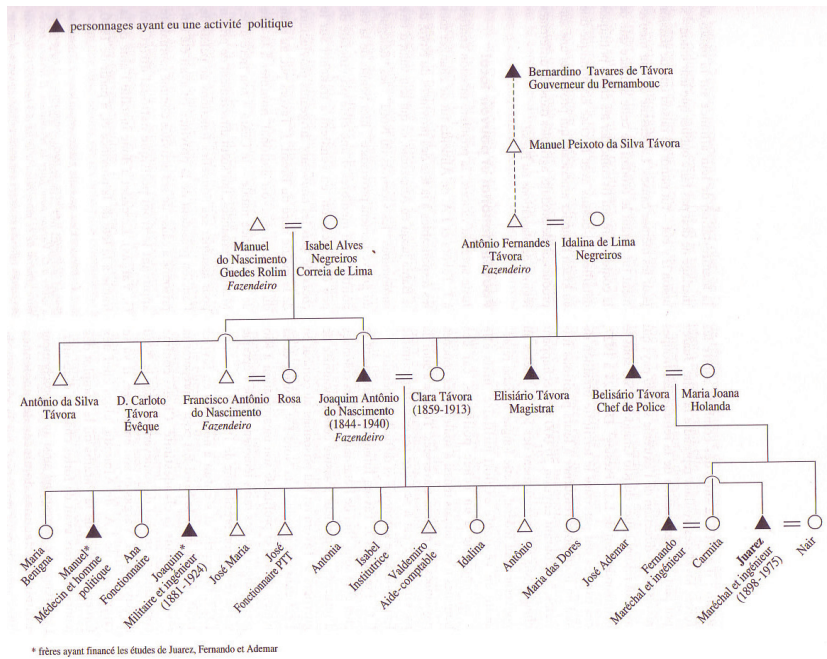 personnages ayant eu une activité politique
Bernardino Tavares de Távora
Gouverneur du Pernambouc
Manuel Peixoto da Silva Távora
Manuel
do Nascimento
Guedes Rolim
Fazendeiro
Isabel Alves
Negreiros
Correia de Lima
Antônio Fernandes
Távora
Fazendeiro
Idalina de Lima
Negreiros
Antônio da Silva
Távora
D. Carloto
Távora
Évêque
Francisco Antônio
do Nascimento
Fazendeiro
Rosa
Joaquim Antônio
do Nascimento
(1844-1940)
Fazendeiro
Clara Távora
(1859-1913)
Elisiário Távora
Magistrat
Belisário Távora
Chef de Police
Maria Joana
Holanda
Maria
Benigna
Manuel*
Médecin et homme
politique
Ana
Fonctionnaire
Joaquim*
Militaire et ingénieur
(1881-1924)
José Maria
José
Fonctionnaire PTT
Antonia
Isabel
Institutrice
Valdemiro
Aide-comptable
Idalina
Antônio
Maria das Dores
José Ademar
Fernando
Maréchal et ingénieur
Carmita
Juarez
Maréchal et ingénieur
(1898-1975)
Nair
* frères ayant financé les études de Juarez, Fernando et Ademar